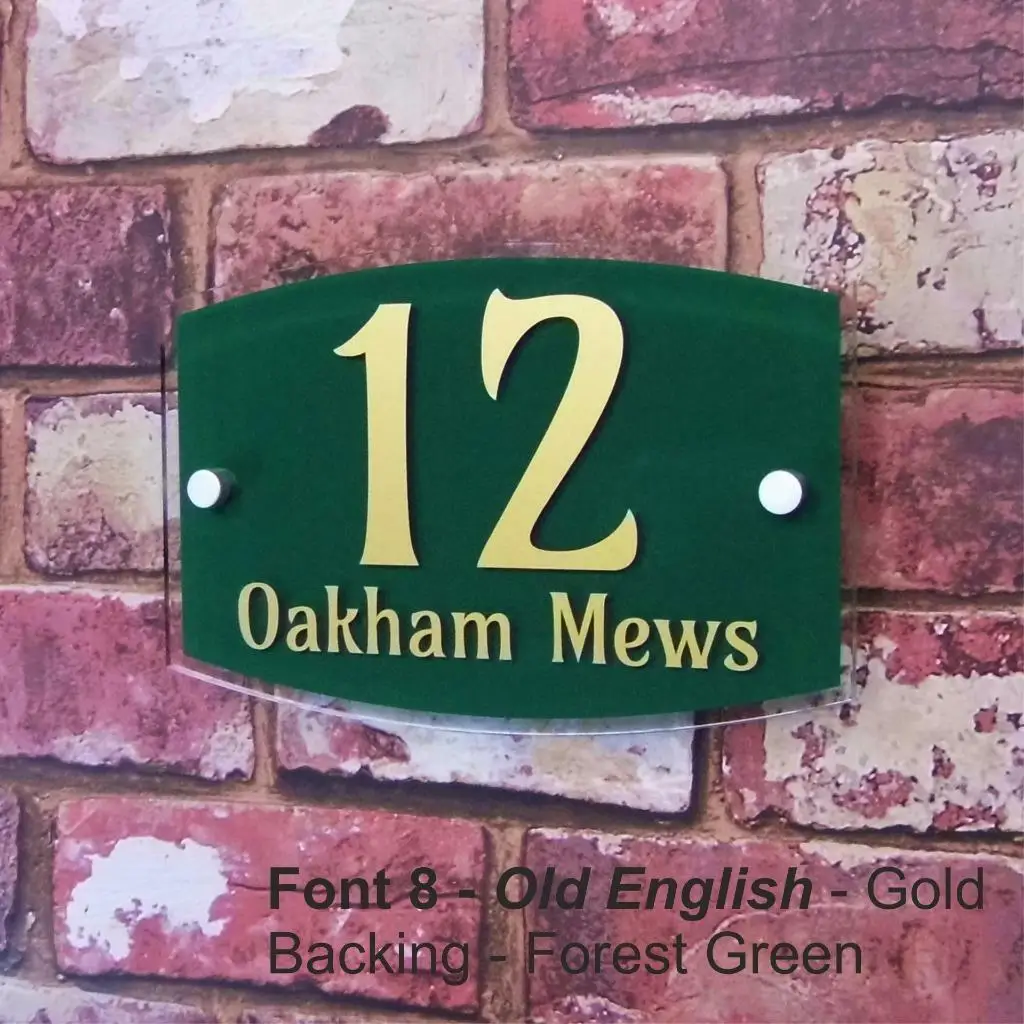 12
Oakham Mews
Font 8 - Old English - Gold
Backing - Forest Green